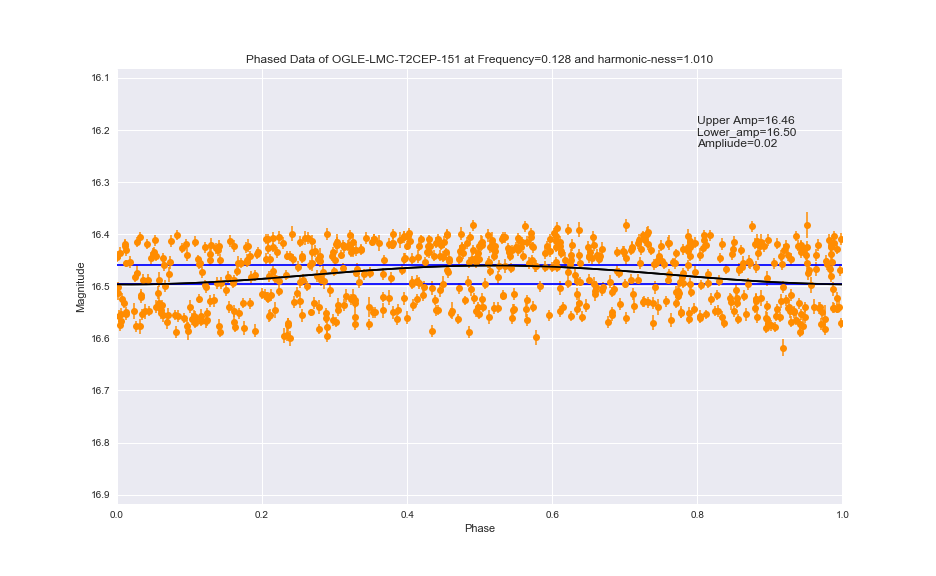 Phased Data of OGLE-LMC-T2CEP-151 at Frequency=0.128 and harmonic-ness=1.010
Upper Amp=16.46
Lower_amp=16.50
Ampliude=0.02
Magnitude
16.1
16.2
16.3
16.4
16.5
16.6
16.7
16.8
16.9
0.0
0.2
0.4
0.6
0.8
1.0
Phase